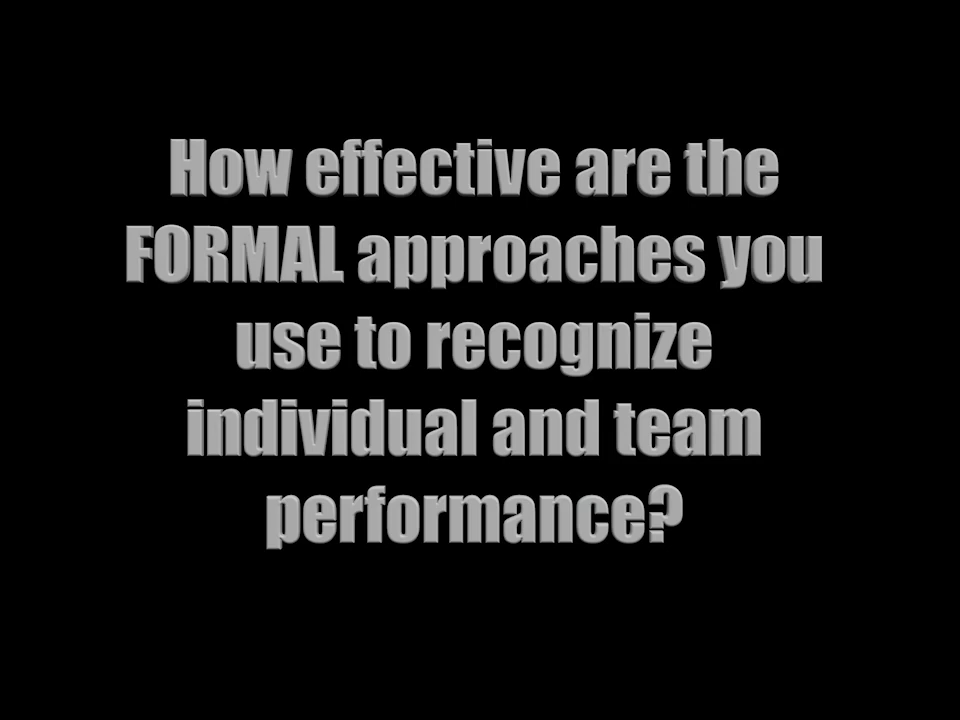 How effective are the
FORMAL approaches you
use to recognize
individual and team
performance?